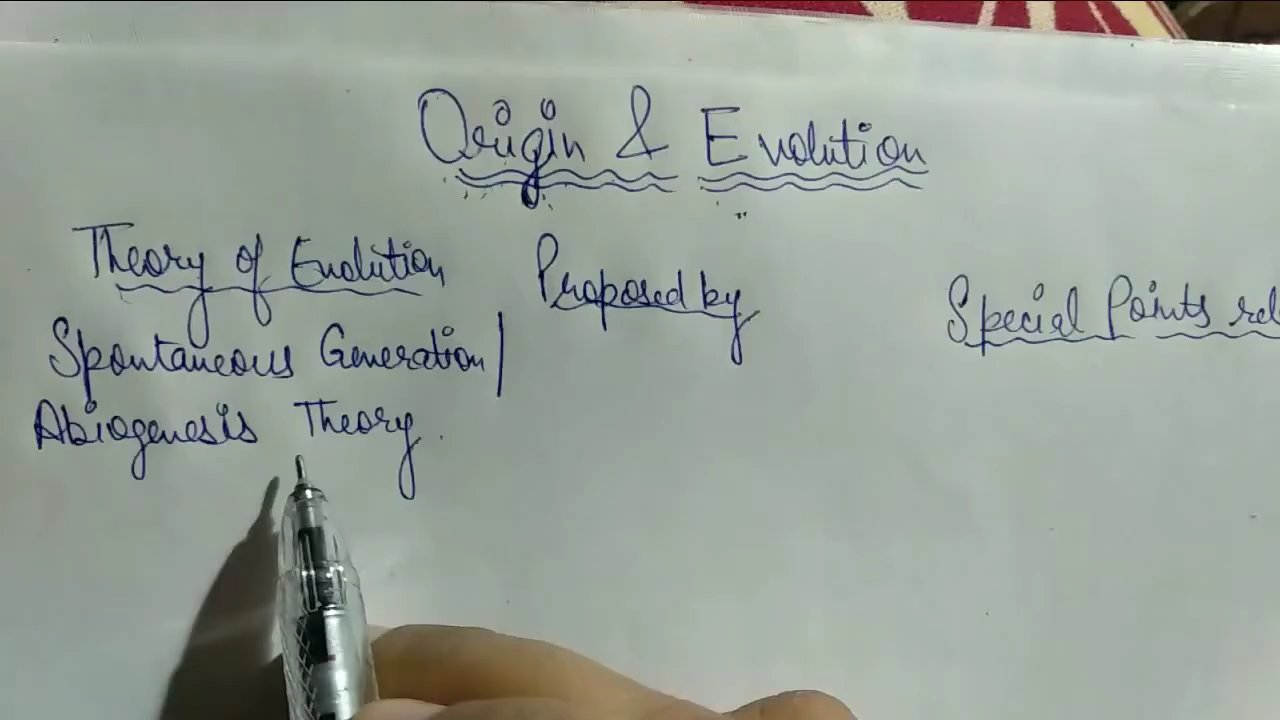 Origin & Evolution
Theory of Evolution Proposed by Special Points
Spontaneous Generation/
Abiogenesis Theory.